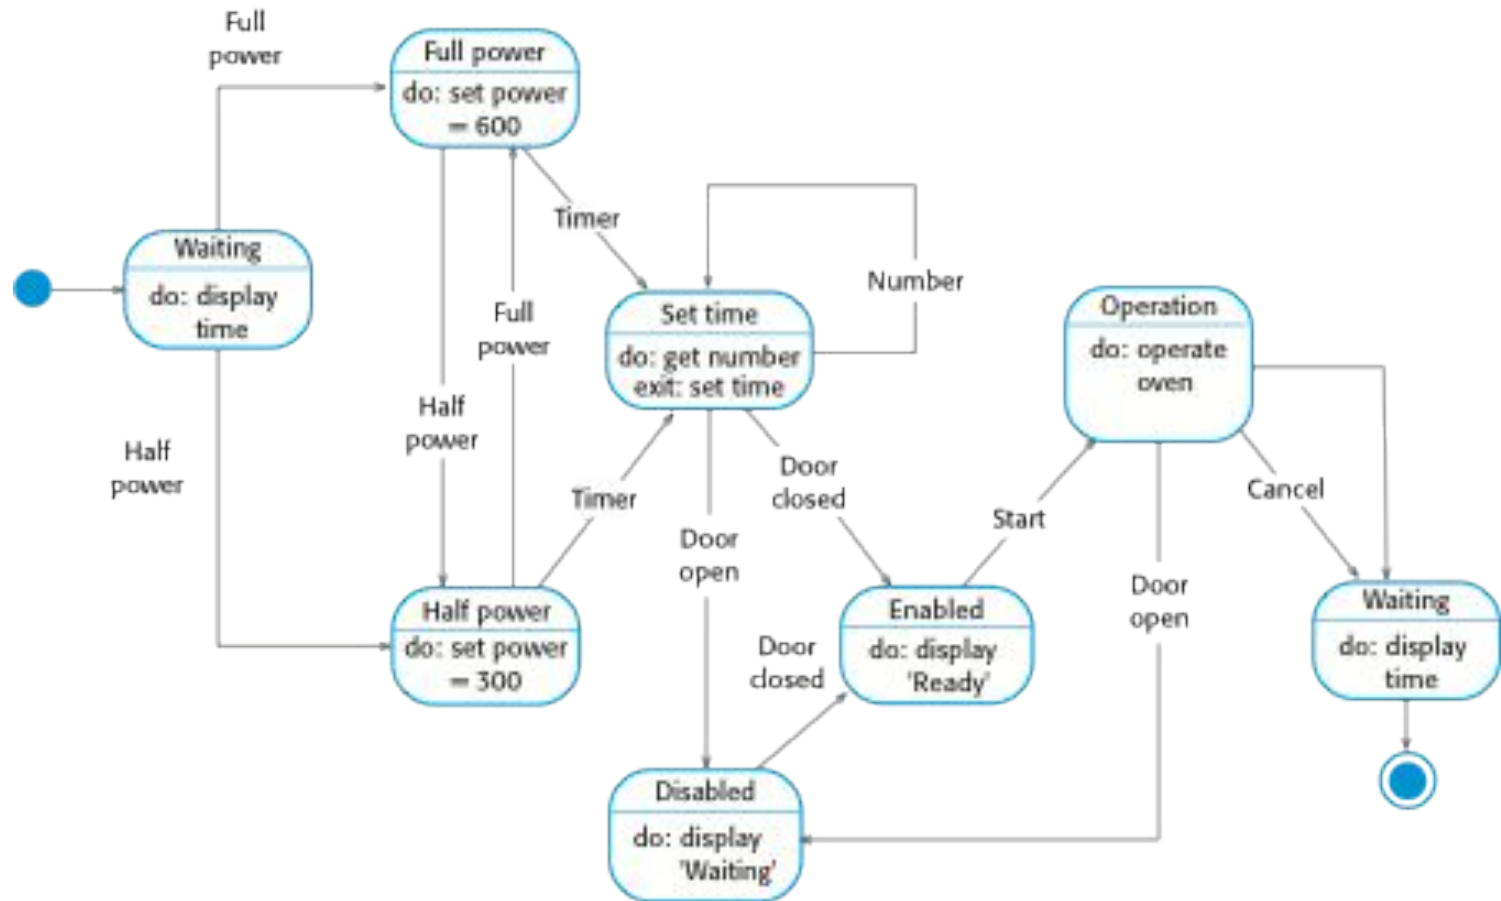 Full
power
Full power
do: set power
= 600
Timer
Waiting
do: display
time
Number
Full
power
Set time
do: get number
exit: set time
Operation
do: operate
oven
Half
power
Half
power
Timer
Door
closed
Cancel
Start
Door
open
Door
open
Half power
do: set power
= 300
Enabled
do: display
'Ready'
Waiting
do: display
time
Door
closed
Disabled
do: display
'Waiting'